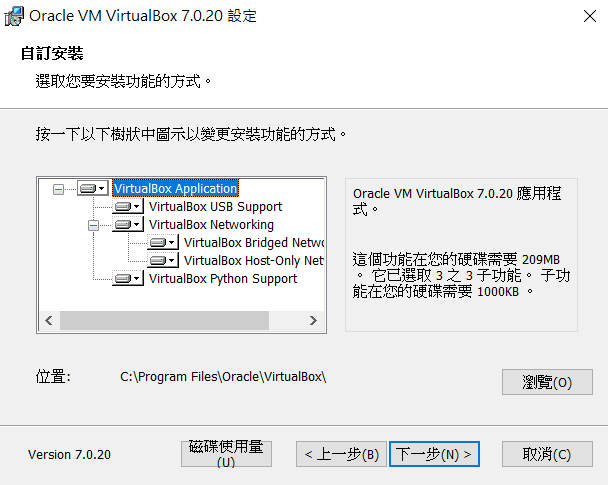 Oracle VM VirtualBox 7.0.20 設定
自訂安裝
選取您要安裝功能的方式。
按一下以下樹狀中圖示以變更安裝功能的方式。
VirtualBox Application
VirtualBox USB Support
VirtualBox Networking
VirtualBox Bridged Netwo
VirtualBox Host-Only Net
VirtualBox Python Support
Oracle VM VirtualBox 7.0.20 應用程
式。
這個功能在您的硬碟需要 209MB
。 它已選取 3 之 3 子功能。 子功
能在您的硬碟需要 1000KB 。
位置:
C:\Program Files\Oracle\VirtualBox\
瀏覽(O)
Version 7.0.20
磁碟使用量
(U)
< 上一步(B)
下一步(N) >
取消(C)